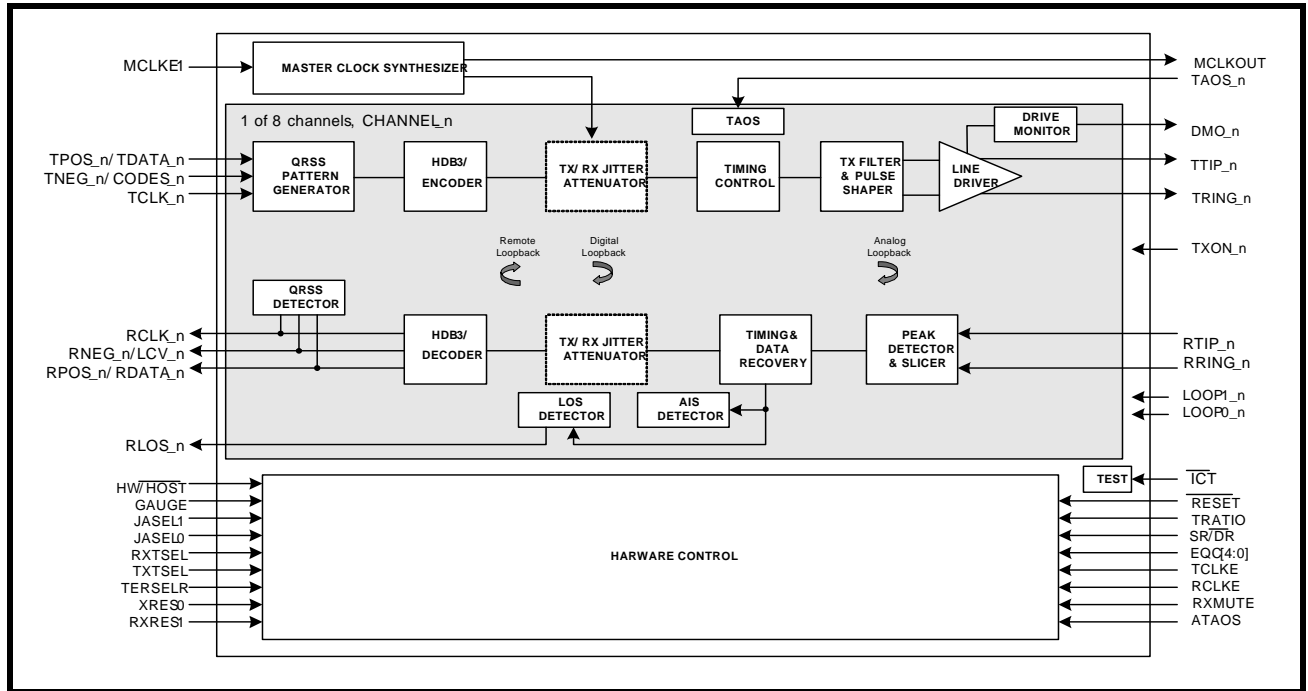 MCLKE1
MASTER CLOCK SYNTHESIZER
MCLKOUT
TAOS_n
1 of 8 channels, CHANNEL_n
TAOS
DRIVE
MONITOR
DMO_n
TPOS_n/ TDATA_n
TNEG_n/ CODES_n
TCLK_n
QRSS
PATTERN
GENERATOR
HDB3/
ENCODER
TX/ RX JITTER
ATTENUATOR
TIMING
CONTROL
TX FILTER
& PULSE
SHAPER
LINE
DRIVER
TTIP_n
TRING_n
Remote
Loopback
Digital
Loopback
Analog
Loopback
TXON_n
QRSS
DETECTOR
RCLK_n
RNEG_n/ LCV_n
RPOS_n/ RDATA_n
HDB3/
DECODER
TX/ RX JITTER
ATTENUATOR
TIMING&
DATA
RECOVERY
PEAK
DETECTOR
& SLICER
RTIP_n
RRING_n
LOS
DETECTOR
AIS
DETECTOR
LOOP1_n
LOOP0_n
RLOS_n
TEST
ICT
HW/HOST
GAUGE
JASEL1
JASEL0
RXTSEL
TXTSEL
TERSELR
XRES0
RXRES1
HARWARE CONTROL
RESET
TRATIO
SR/DR
EQC[4:0]
TCLKE
RCLKE
RXMUTE
ATAOS